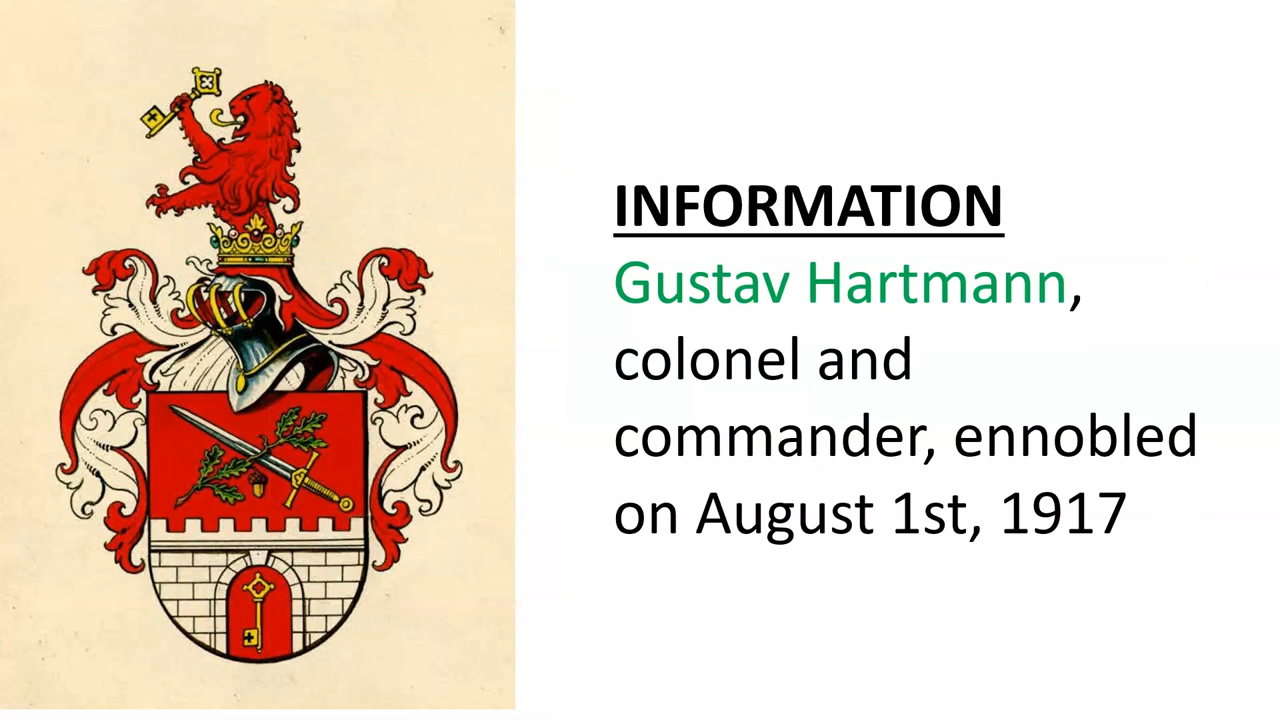 INFORMATION
Gustav Hartmann,
colonel and
commander, ennobled
on August 1st, 1917